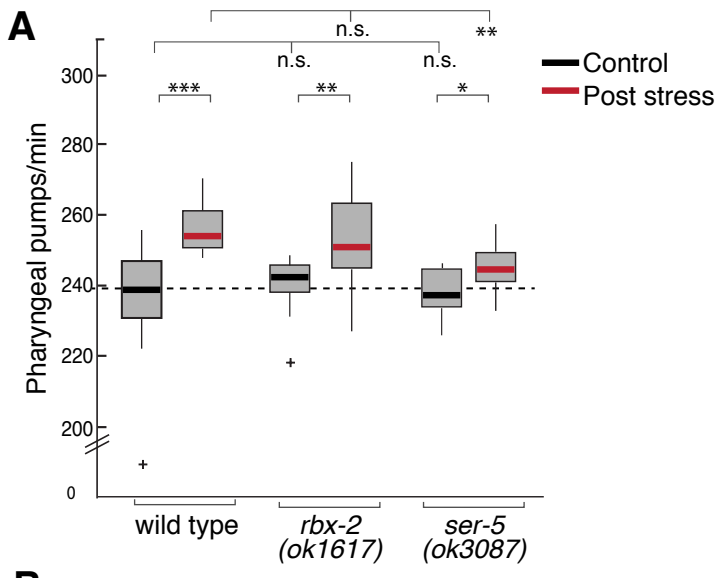 A
n.s.
**
n.s.
n.s.
***
**
*
Control
Post stress
Pharyngeal pumps/min
300
280
260
240
220
200
0
wild type
rbx-2
(ok1617)
ser-5
(ok3087)